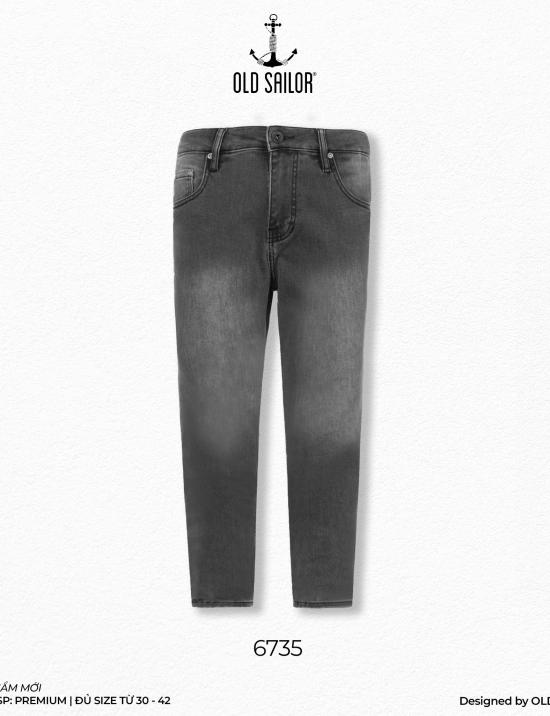 OLD SAILOR®
6735
ẨM MỚI
SP: PREMIUM | ĐỦ SIZE TỪ 30 - 42
Designed by OLD